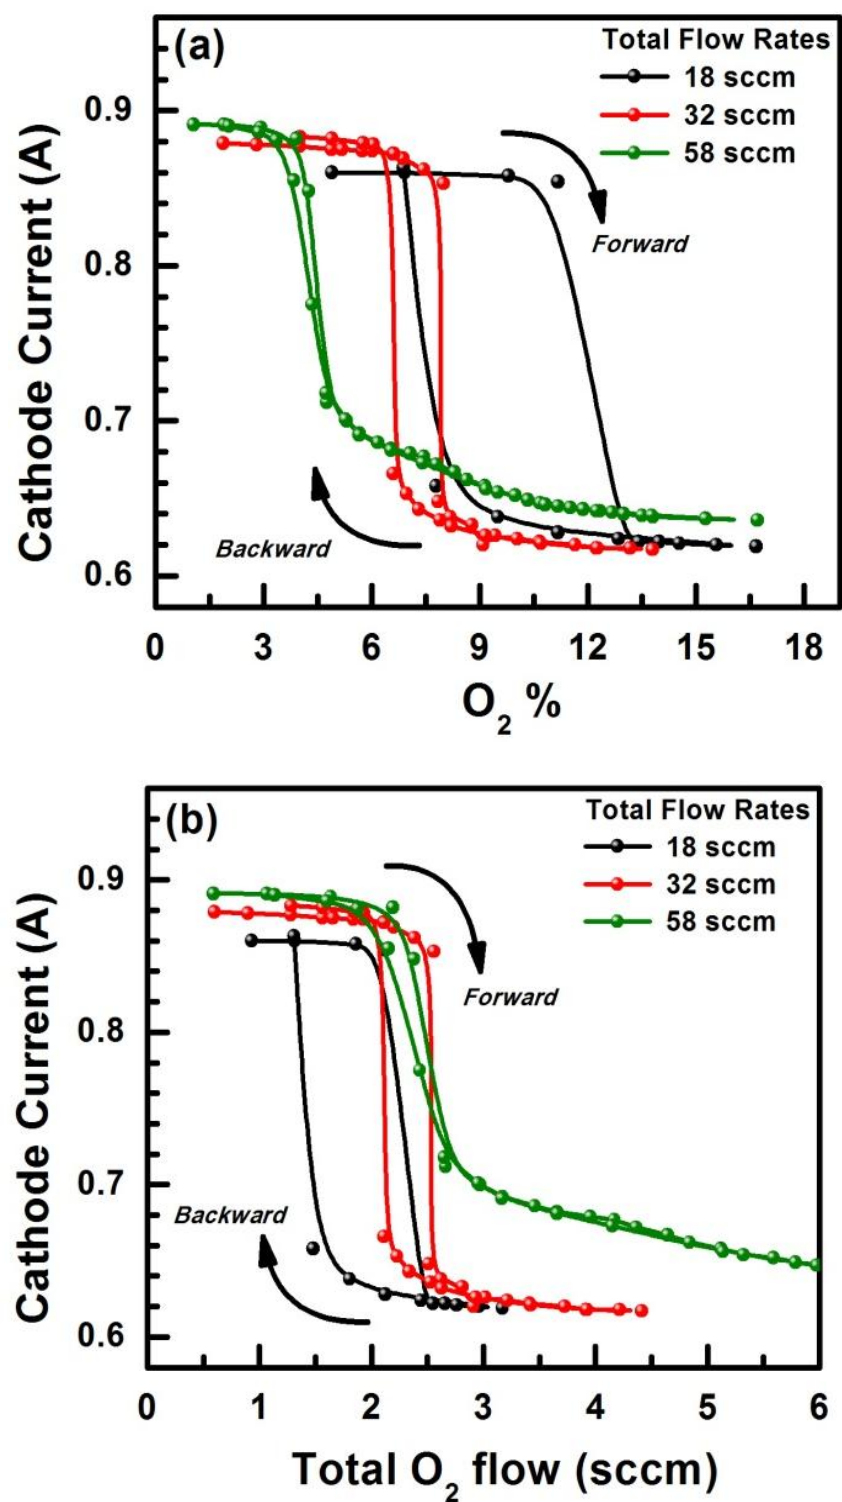 (a)
Total Flow Rates
18 sccm
32 sccm
58 sccm
Forward
Backward
Cathode Current (A)
0.9
0.8
0.7
0.6
0 3 6 9 12 15 18
O₂ %
(b)
Total Flow Rates
18 sccm
32 sccm
58 sccm
Forward
Backward
Cathode Current (A)
0.9
0.8
0.7
0.6
0 1 2 3 4 5 6
Total O₂ flow (sccm)